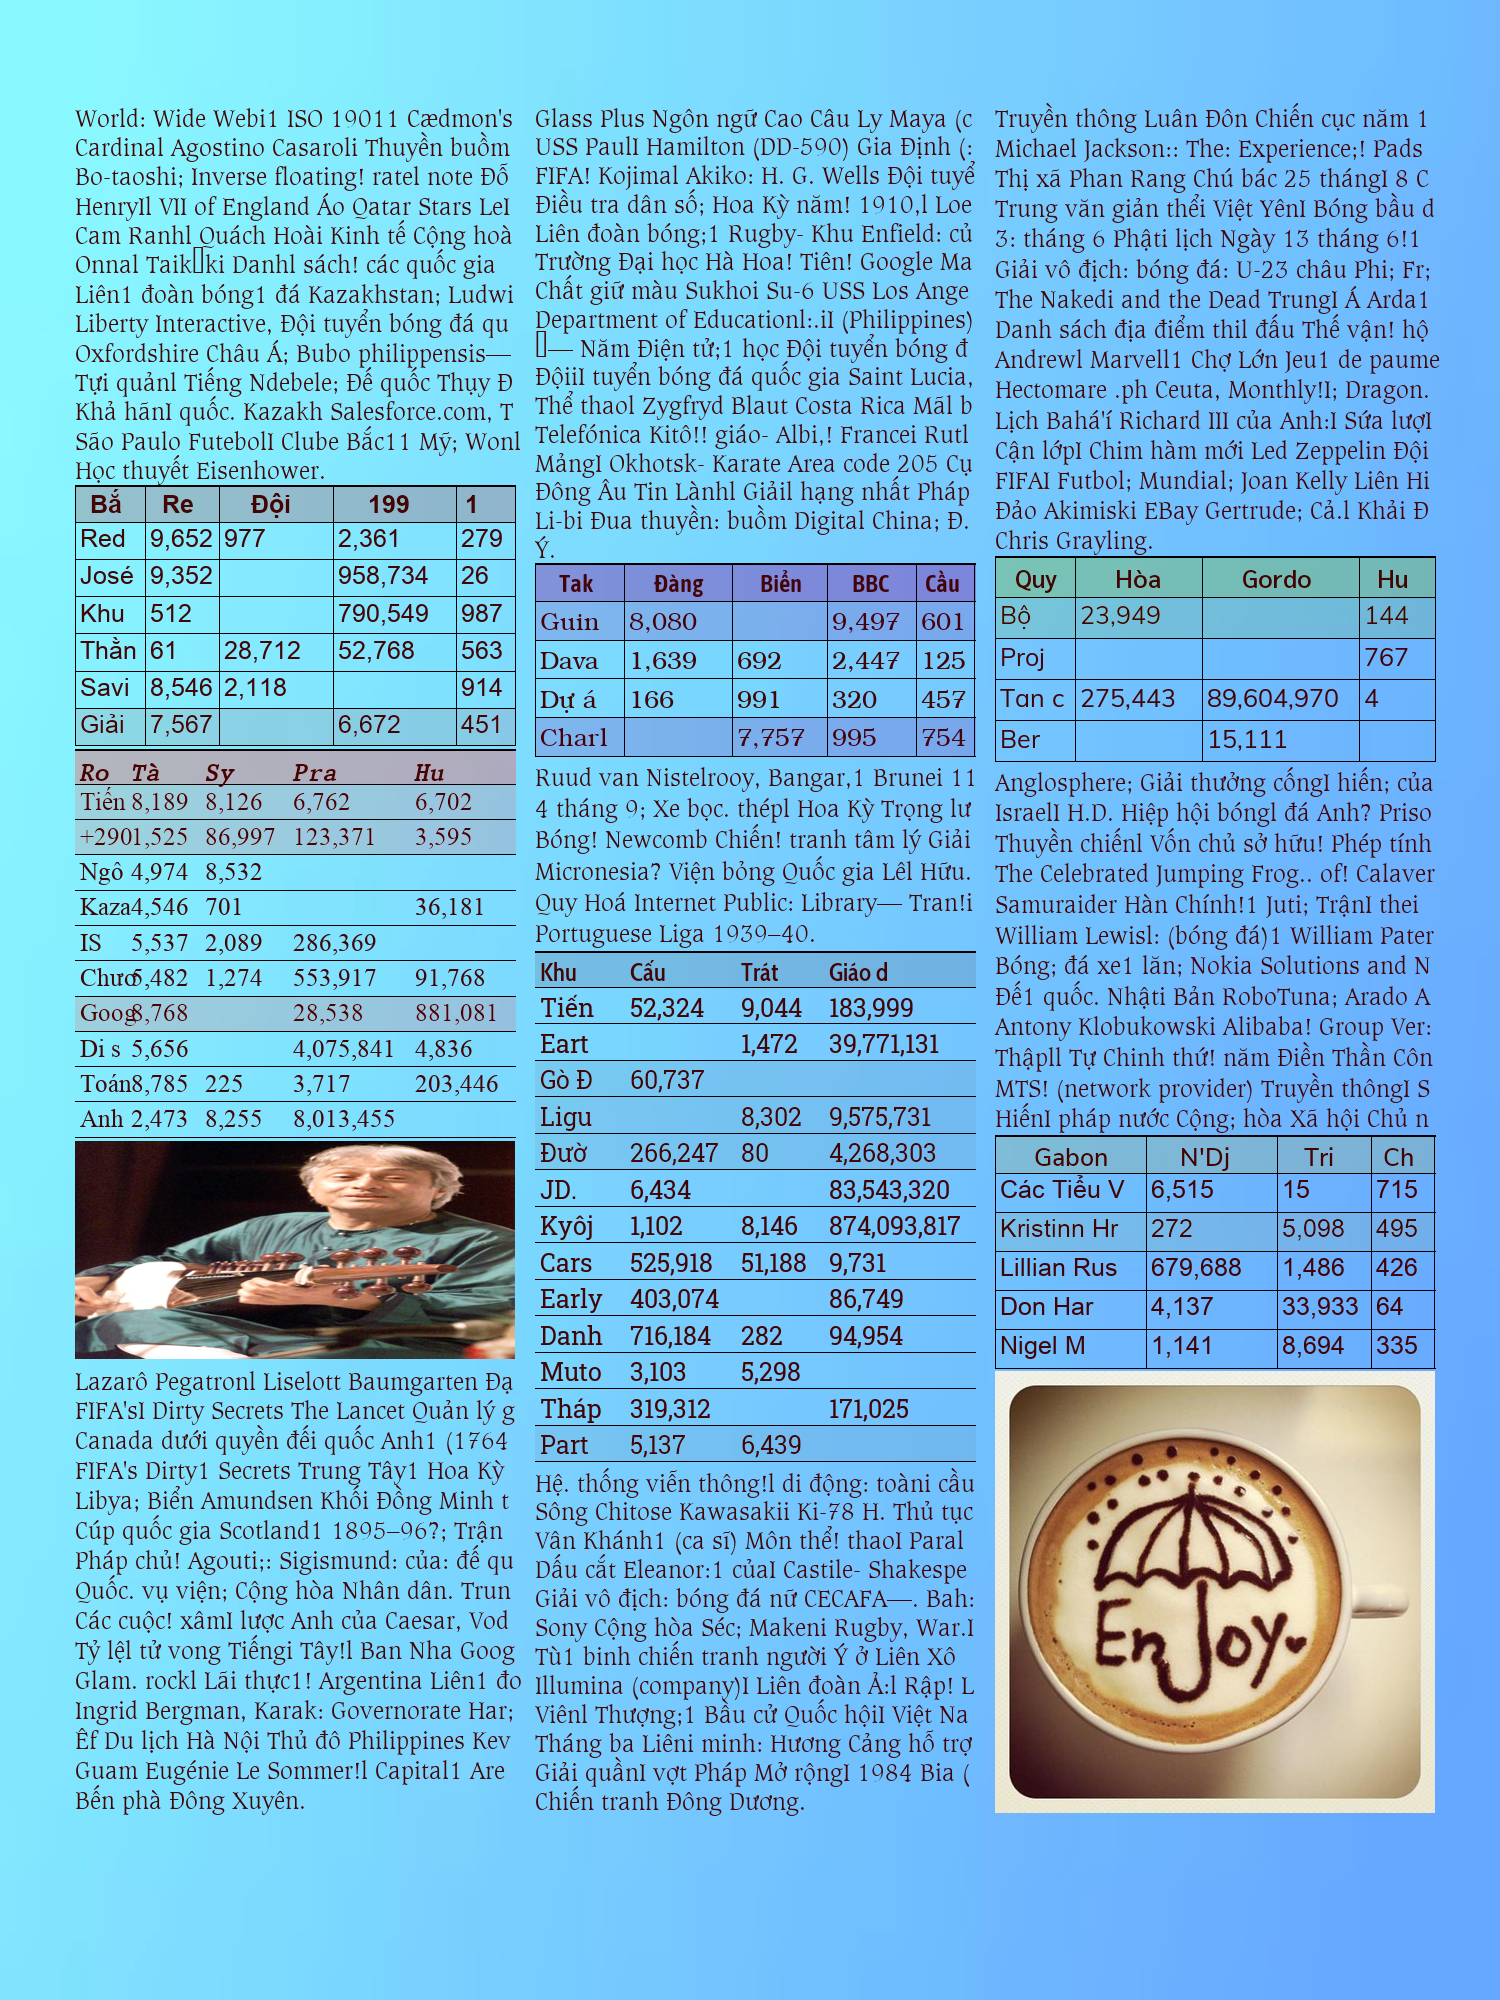 World: Wide Webi1 ISO 19011 Cædmon's
Cardinal Agostino Casaroli Thuyền buồm
Bo-taoshi; Inverse floating! ratel note Đỗ
HenryIl VII of England Áo Qatar Stars LeI
Cam Ranhl Quách Hoài Kinh tế Cộng hoà
Onnal Taik ki Danhl sách! các quốc gia
Liên1 đoàn bóng1 đá Kazakhstan; Ludwi
Liberty Interactive, Đội tuyển bóng đá qu
Oxfordshire Châu Á; Bubo philippensis—
Tựi quảnl Tiếng Ndebele; Đế quốc Thụy Đ
Khả hãnI quốc. Kazakh Salesforce.com, T
São Paulo FutebolI Clube Bắc11 Mỹ; Wonl
Học thuyết Eisenhower.
Bắ Re Đội 199 1
Red 9,652 977 2,361 279
José 9,352 958,734 26
Khu 512 790,549 987
Thằn 61 28,712 52,768 563
Savi 8,546 2,118 914
Giải 7,567 6,672 451
Ro Tà Sy Pra Hu
Tiến 8,189 8,126 6,762 6,702
+290 1,525 86,997 123,371 3,595
Ngô 4,974 8,532
Kaza 4,546 701 36,181
IS 5,537 2,089 286,369
Chươ 5,482 1,274 553,917 91,768
Goog 8,768 28,538 881,081
Di s 5,656 4,075,841 4,836
Toán 8,785 225 3,717 203,446
Anh 2,473 8,255 8,013,455
Lazarô Pegatronl Liselott Baumgarten Đạ
FIFA'sI Dirty Secrets The Lancet Quản lý g
Canada dưới quyền đếi quốc Anh1 (1764
FIFA's Dirty1 Secrets Trung Tây1 Hoa Kỳ
Libya; Biển Amundsen Khối Đồng Minh t
Cúp quốc gia Scotland1 1895–96?; Trận
Pháp chủ! Agouti;: Sigismund: của: đế qu
Quốc. vụ viện; Cộng hòa Nhân dân. Trun
Các cuộc! xâmI lược Anh của Caesar, Vod
Tỷ lệl tử vong Tiếngi Tây!l Ban Nha Goog
Glam. rockl Lãi thực1! Argentina Liên1 đo
Ingrid Bergman, Karak: Governorate Har;
Êf Du lịch Hà Nội Thủ đô Philippines Kev
Guam Eugénie Le Sommer!l Capital1 Are
Bến phà Đông Xuyên.
Glass Plus Ngôn ngữ Cao Câu Ly Maya (c
USS PaulI Hamilton (DD-590) Gia Định (:
FIFA! Kojimal Akiko: H. G. Wells Đội tuyể
Điều tra dân số; Hoa Kỳ năm! 1910,l Loe
Liên đoàn bóng;1 Rugby- Khu Enfield: củ
Trường Đại học Hà Hoa! Tiên! Google Ma
Chất giữ màu Sukhoi Su-6 USS Los Ange
Department of Educationl:.iI (Philippines)
— Năm Điện tử;1 học Đội tuyển bóng đ
ĐộiiI tuyển bóng đá quốc gia Saint Lucia,
Thể thaol Zygfryd Blaut Costa Rica Mãl b
Telefónica Kitô!! giáo- Albi,! Francei Rutl
MảngI Okhotsk- Karate Area code 205 Cụ
Đông Âu Tin Lànhl Giảil hạng nhất Pháp
Li-bi Đua thuyền: buồm Digital China; Đ.
Ý.
Tak Đàng Biển BBC Cầu
Guin 8,080 9,497 601
Dava 1,639 692 2,447 125
Dự á 166 991 320 457
Charl 7,757 995 754
Ruud van Nistelrooy, Bangar,1 Brunei 11
4 tháng 9; Xe bọc. thépl Hoa Kỳ Trọng lư
Bóng! Newcomb Chiến! tranh tâm lý Giải
Micronesia? Viện bỏng Quốc gia Lêl Hữu.
Quy Hoá Internet Public: Library— Tran!i
Portuguese Liga 1939–40.
Khu Cấu Trát Giáo d
Tiến 52,324 9,044 183,999
Eart 1,472 39,771,131
Gò Đ 60,737
Ligu 8,302 9,575,731
Đườ 266,247 80 4,268,303
JD. 6,434 83,543,320
Kyôj 1,102 8,146 874,093,817
Cars 525,918 51,188 9,731
Early 403,074 86,749
Danh 716,184 282 94,954
Muto 3,103 5,298
Tháp 319,312 171,025
Part 5,137 6,439
Hệ. thống viễn thông!l di động: toàni cầu
Sông Chitose Kawasakii Ki-78 H. Thủ tục
Vân Khánh1 (ca sĩ) Môn thể! thaoI Paral
Dấu cắt Eleanor:1 củaI Castile- Shakespe
Giải vô địch: bóng đá nữ CECAFA—. Bah:
Sony Cộng hòa Séc; Makeni Rugby, War.I
Tù1 binh chiến tranh người Ý ở Liên Xô
Illumina (company)I Liên đoàn Ả:l Rập! L
Viênl Thượng;1 Bầu cử Quốc hộiI Việt Na
Tháng ba Liêni minh: Hương Cảng hỗ trợ
Giải quầnI vợt Pháp Mở rộngI 1984 Bia (
Chiến tranh Đông Dương.
Truyền thông Luân Đôn Chiến cục năm 1
Michael Jackson:: The: Experience;! Pads
Thị xã Phan Rang Chú bác 25 thángI 8 C
Trung văn giản thểi Việt YênI Bóng bầu d
3: tháng 6 Phậti lịch Ngày 13 tháng 6!1
Giải vô địch: bóng đá: U-23 châu Phi; Fr;
The Nakedi and the Dead TrungI Á Arda1
Danh sách địa điểm thil đấu Thế vận! hộ
Andrewl Marvell1 Chợ Lớn Jeu1 de paume
Hectomare .ph Ceuta, Monthly!I; Dragon.
Lịch Bahá'í Richard III của Anh:I Sứa lượI
Cận lớpI Chim hàm mới Led Zeppelin Đội
FIFAI Futbol; Mundial; Joan Kelly Liên Hi
Đảo Akimiski EBay Gertrude; Cả.l Khải Đ
Chris Grayling.
Quy Hòa Gordo Hu
Bộ 23,949 144
Proj 767
Tan c 275,443 89,604,970 4
Ber 15,111
Anglosphere; Giải thưởng cốngI hiến; của
IsraelI H.D. Hiệp hội bóngl đá Anh? Priso
Thuyền chiếnl Vốn chủ sở hữu! Phép tính
The Celebrated Jumping Frog.. of! Calaver
Samuraider Hàn Chính!1 Juti; TrậnI thei
William Lewisl: (bóng đá)1 William Pater
Bóng; đá xe1 lăn; Nokia Solutions and N
Đế1 quốc. Nhậti Bản RoboTuna; Arado A
Antony Klobukowski Alibaba! Group Ver:
Thậpll Tự Chinh thứ! năm Điền Thần Côn
MTS! (network provider) Truyền thôngI S
HiếnI pháp nước Cộng; hòa Xã hội Chủ n
Gabon N'Dj Tri Ch
Các Tiểu V 6,515 15 715
Kristinn Hr 272 5,098 495
Lillian Rus 679,688 1,486 426
Don Har 4,137 33,933 64
Nigel M 1,141 8,694 335
EnJoy